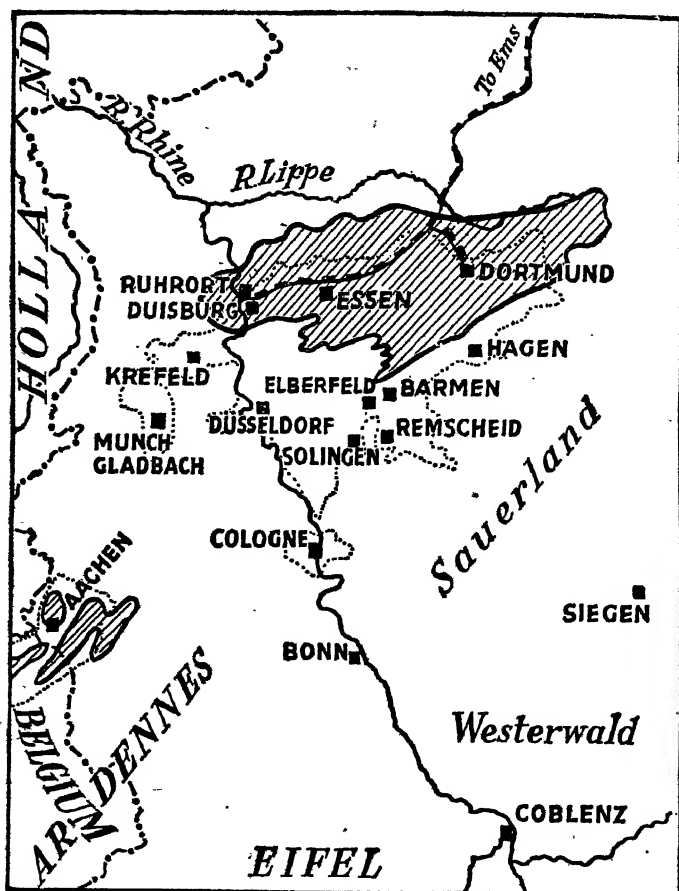 HOLLAND
To Ems
R. Rhine
R. Lippe
RUHRORT
DORTMUND
DUISBURG
ESSEN
HAGEN
KREFELD
ELBERFELD
BARMEN
DUSSELDORF
REMSCHEID
MUNCH
GLADBACH
SOLINGEN
Sauerland
COLOGNE
AACHEN
SIEGEN
BONN
BELGIUM
ARDENNES
Westerwald
COBLENZ
EIFEL